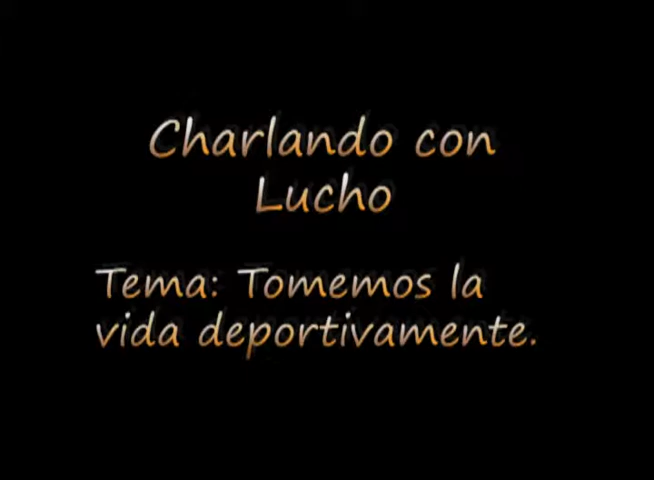 Charlando con
Lucho
Tema: Tomemos la
vida deportivamente.